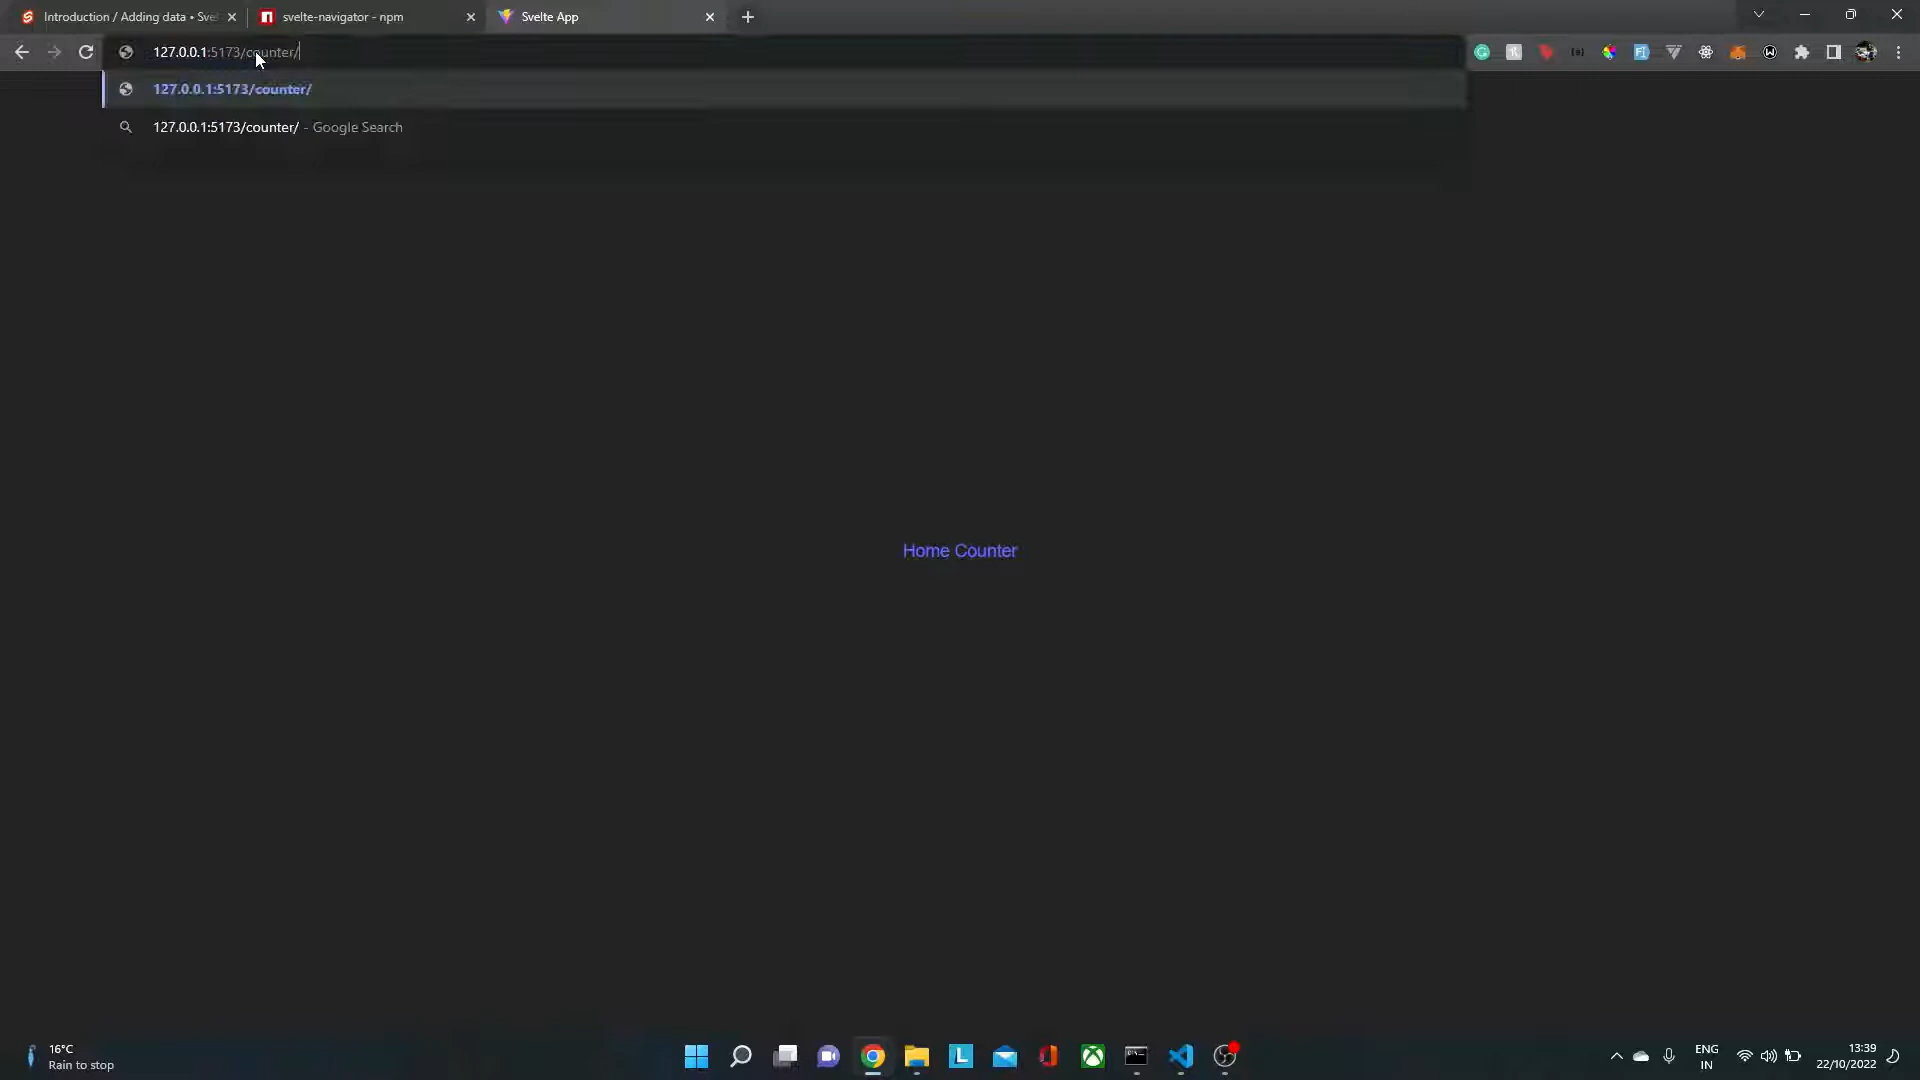 Introduction / Adding data • Sve
svelte-navigator - npm
Svelte App
127.0.0.1:5173/counter/
127.0.0.1:5173/counter/
127.0.0.1:5173/counter/ - Google Search
Home Counter
16°C
Rain to stop
ENG
IN
13:39
22/10/2022